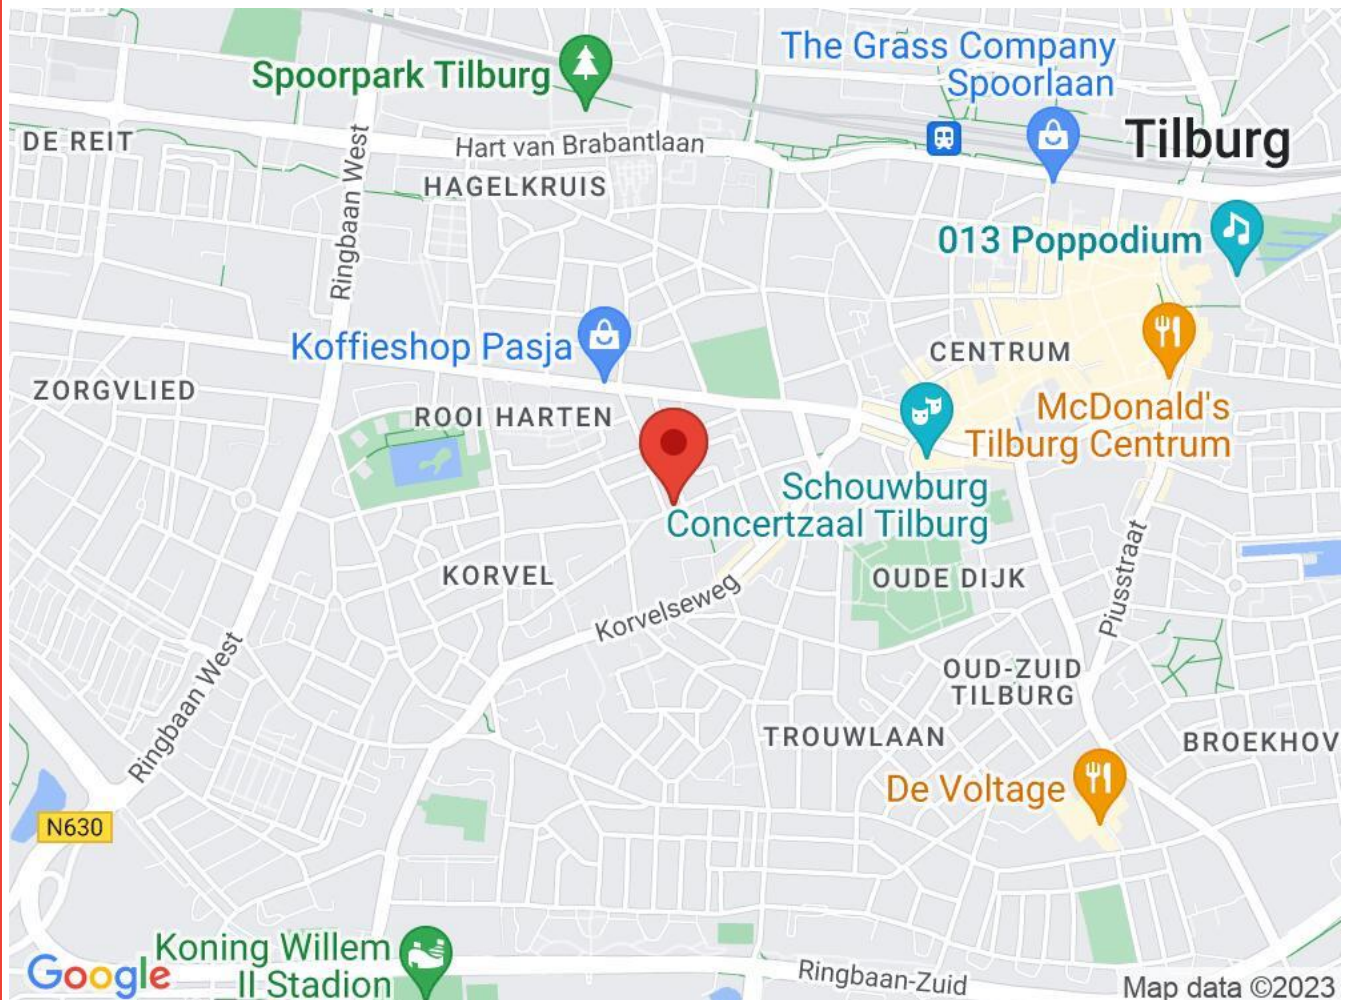 The Grass Company
Spoorlaan
Spoorpark Tilburg
DE REIT
Hart van Brabantlaan
Tilburg
HAGELKRUIS
Ringbaan West
013 Poppodium
Koffieshop Pasja
CENTRUM
ZORGVLIED
ROOI HARTEN
McDonald's
Tilburg Centrum
Schouwburg
Concertzaal Tilburg
KORVEL
OUDE DIJK
Korvelseweg
Piusstraat
Ringbaan West
OUD-ZUID
TILBURG
TROUWLAAN
BROEKHOV
De Voltage
N630
Koning Willem
II Stadion
Google
Ringbaan-Zuid
Map data ©2023